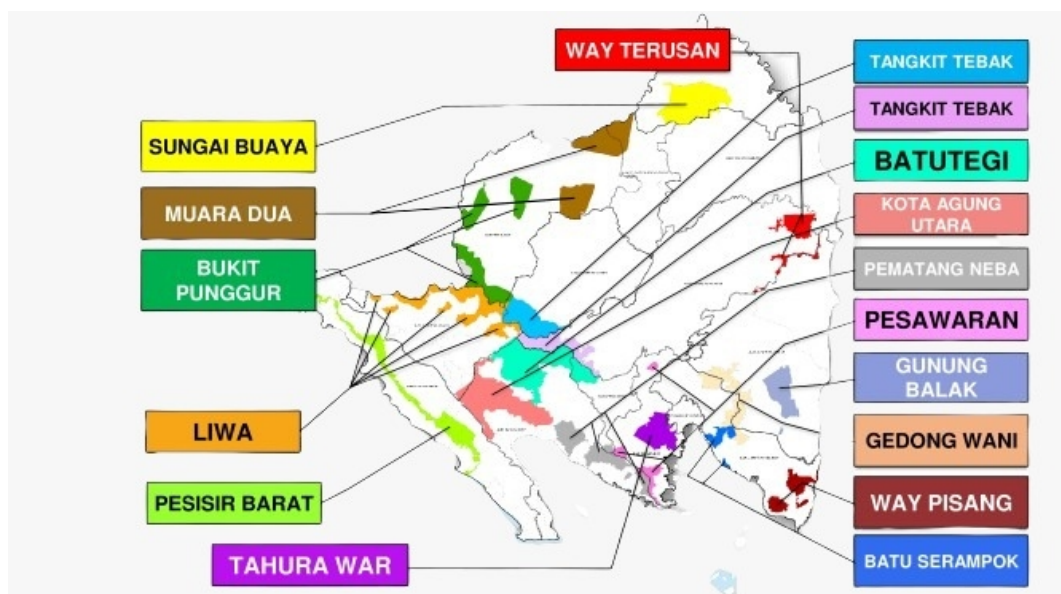 WAY TERUSAN
SUNGAI BUAYA
MUARA DUA
BUKIT
PUNGGUR
LIWA
PESISIR BARAT
TAHURA WAR
TANGKIT TEBAK
TANGKIT TEBAK
BATUTEGI
KOTA AGUNG
UTARA
PEMATANG NEBA
PESAWARAN
GUNUNG
BALAK
GEDONG WANI
WAY PISANG
BATU SERAMPOK